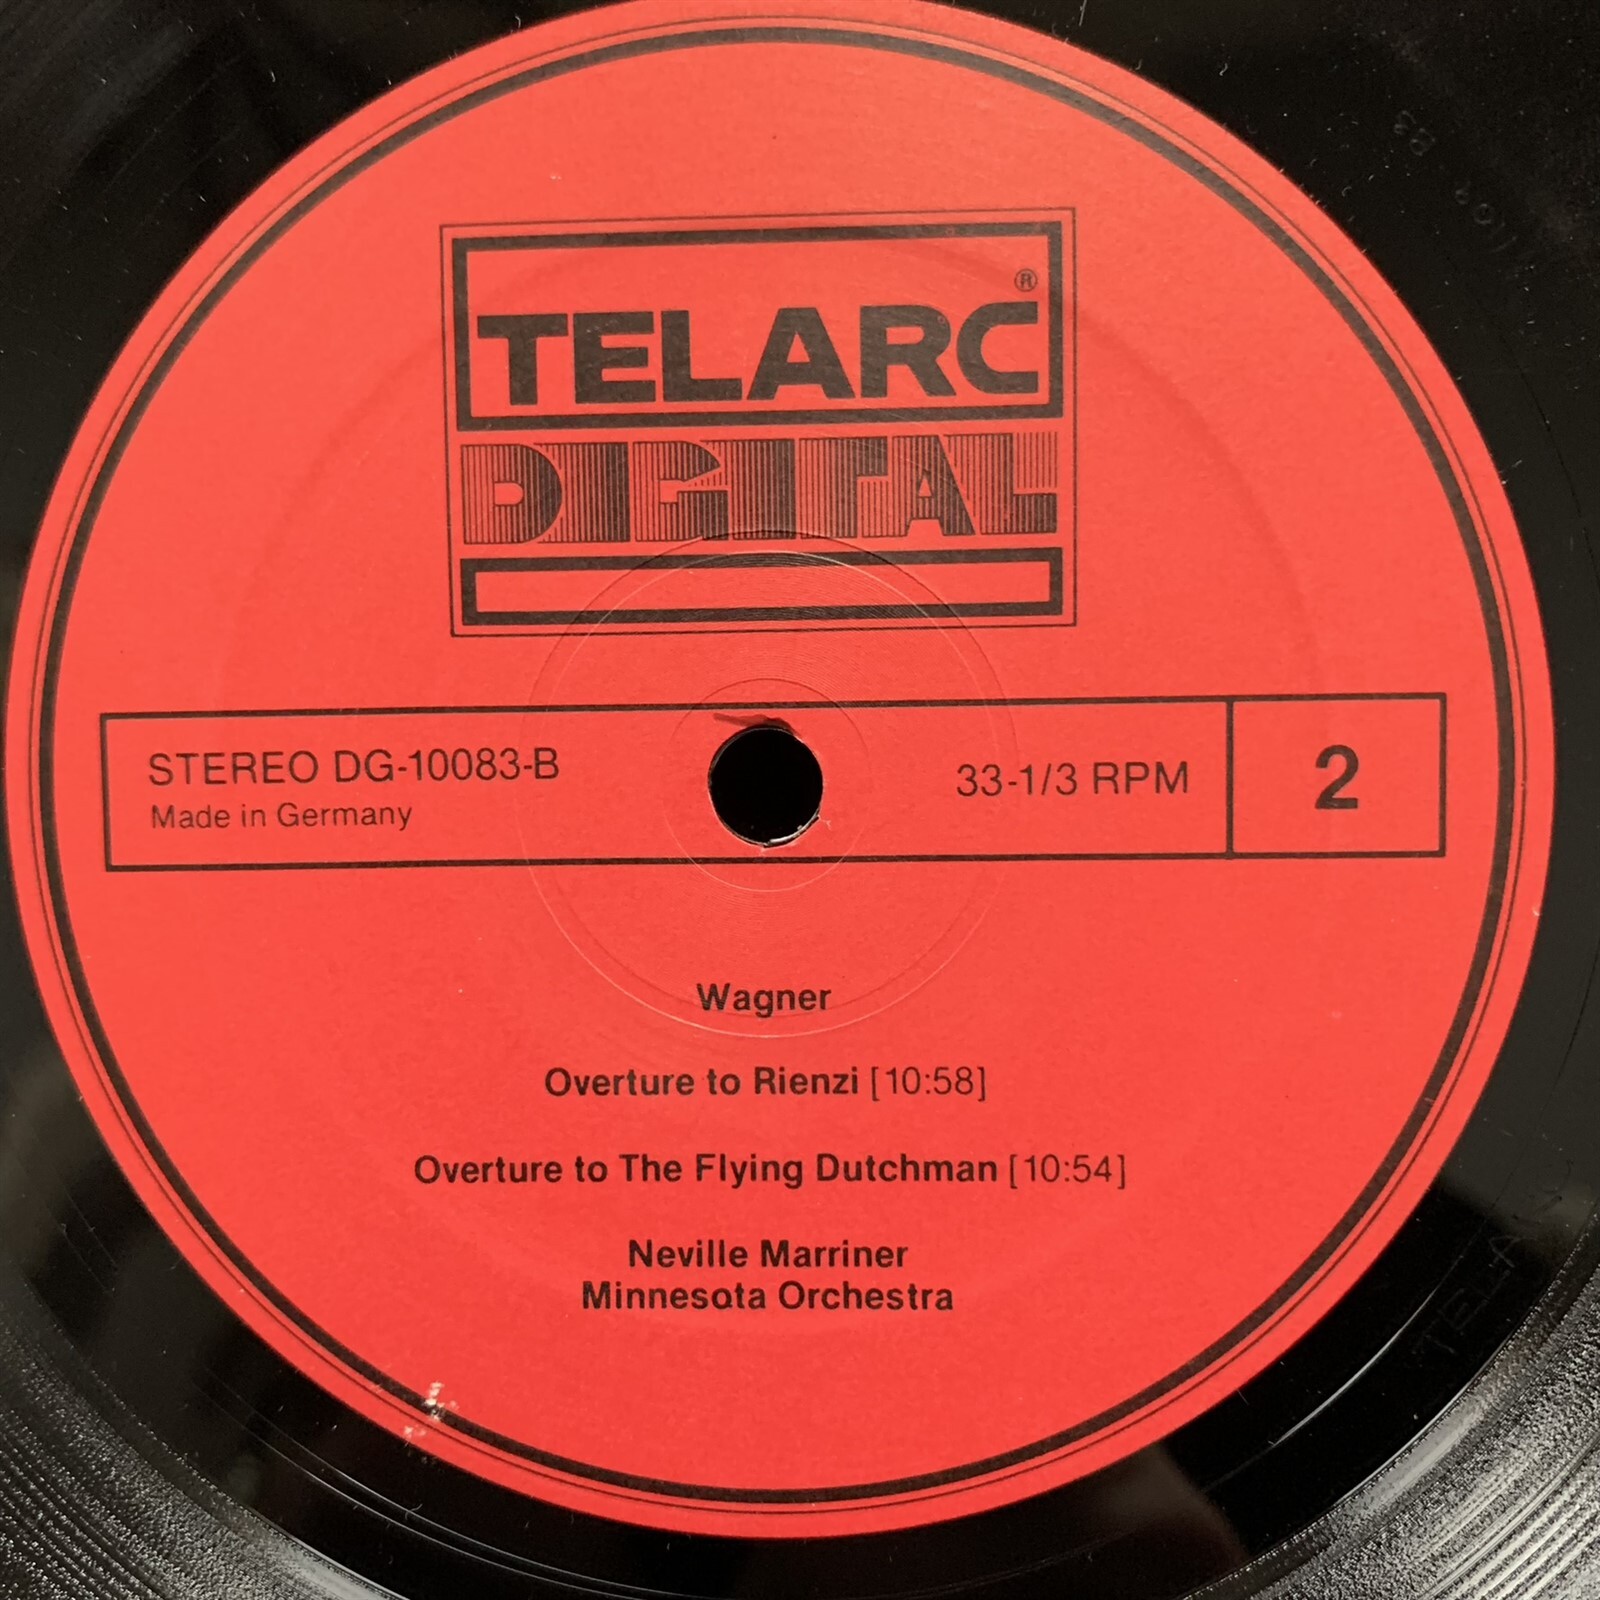 TELARC®
DIGITAL
STEREO DG-10083-B
Made in Germany
33-1/3 RPM
2
Wagner
Overture to Rienzi [10:58]
Overture to The Flying Dutchman [10:54]
Neville Marriner
Minnesota Orchestra